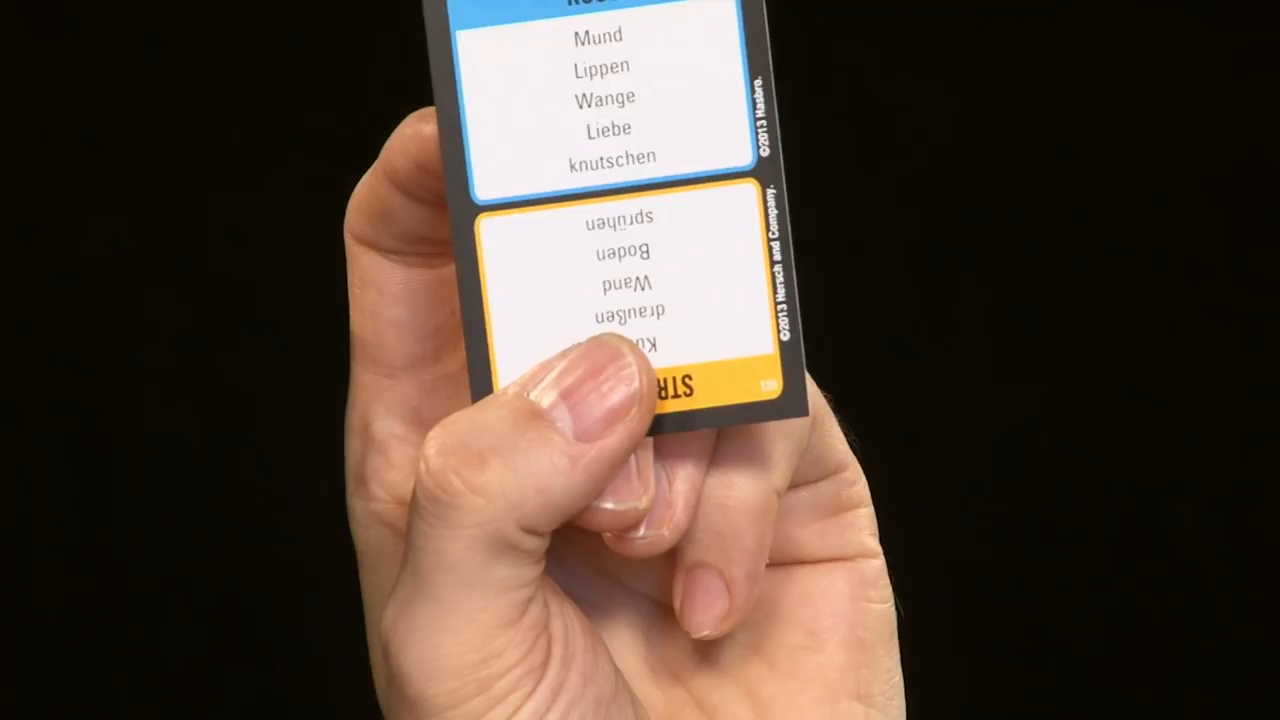 Mund
Lippen
Wange
Liebe
knutschen
©2013 Hasbro.
sprühen
Boden
Wand
draußen
©2013 Hersch and Company.